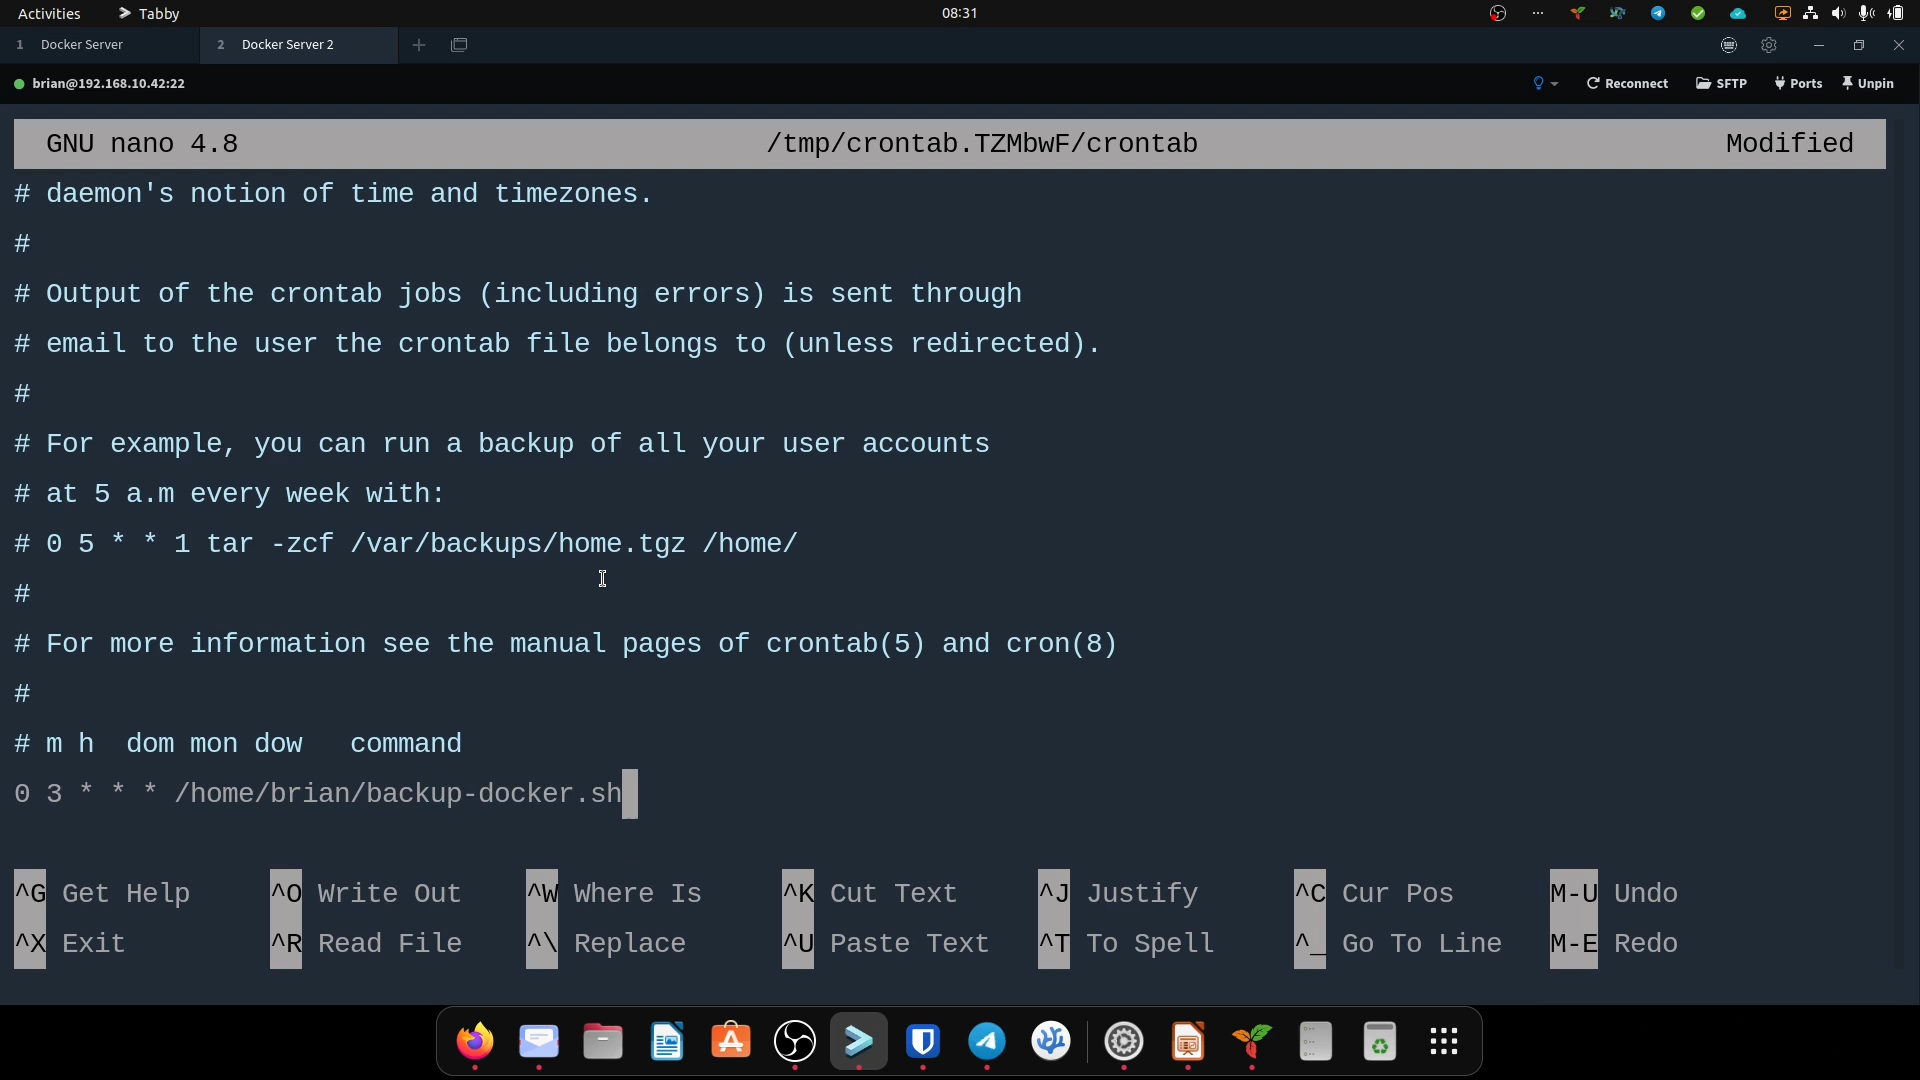 Activities Tabby 08:31
1 Docker Server 2 Docker Server 2
brian@192.168.10.42:22 Reconnect SFTP Ports Unpin
GNU nano 4.8 /tmp/crontab.TZMbwF/crontab Modified
# daemon's notion of time and timezones.
#
# Output of the crontab jobs (including errors) is sent through
# email to the user the crontab file belongs to (unless redirected).
#
# For example, you can run a backup of all your user accounts
# at 5 a.m every week with:
# 0 5 * * 1 tar -zcf /var/backups/home.tgz /home/
#
# For more information see the manual pages of crontab(5) and cron(8)
#
# m h  dom mon dow   command
0 3 * * * /home/brian/backup-docker.sh
^G Get Help ^O Write Out ^W Where Is ^K Cut Text ^J Justify ^C Cur Pos M-U Undo
^X Exit ^R Read File ^\ Replace ^U Paste Text ^T To Spell ^_ Go To Line M-E Redo